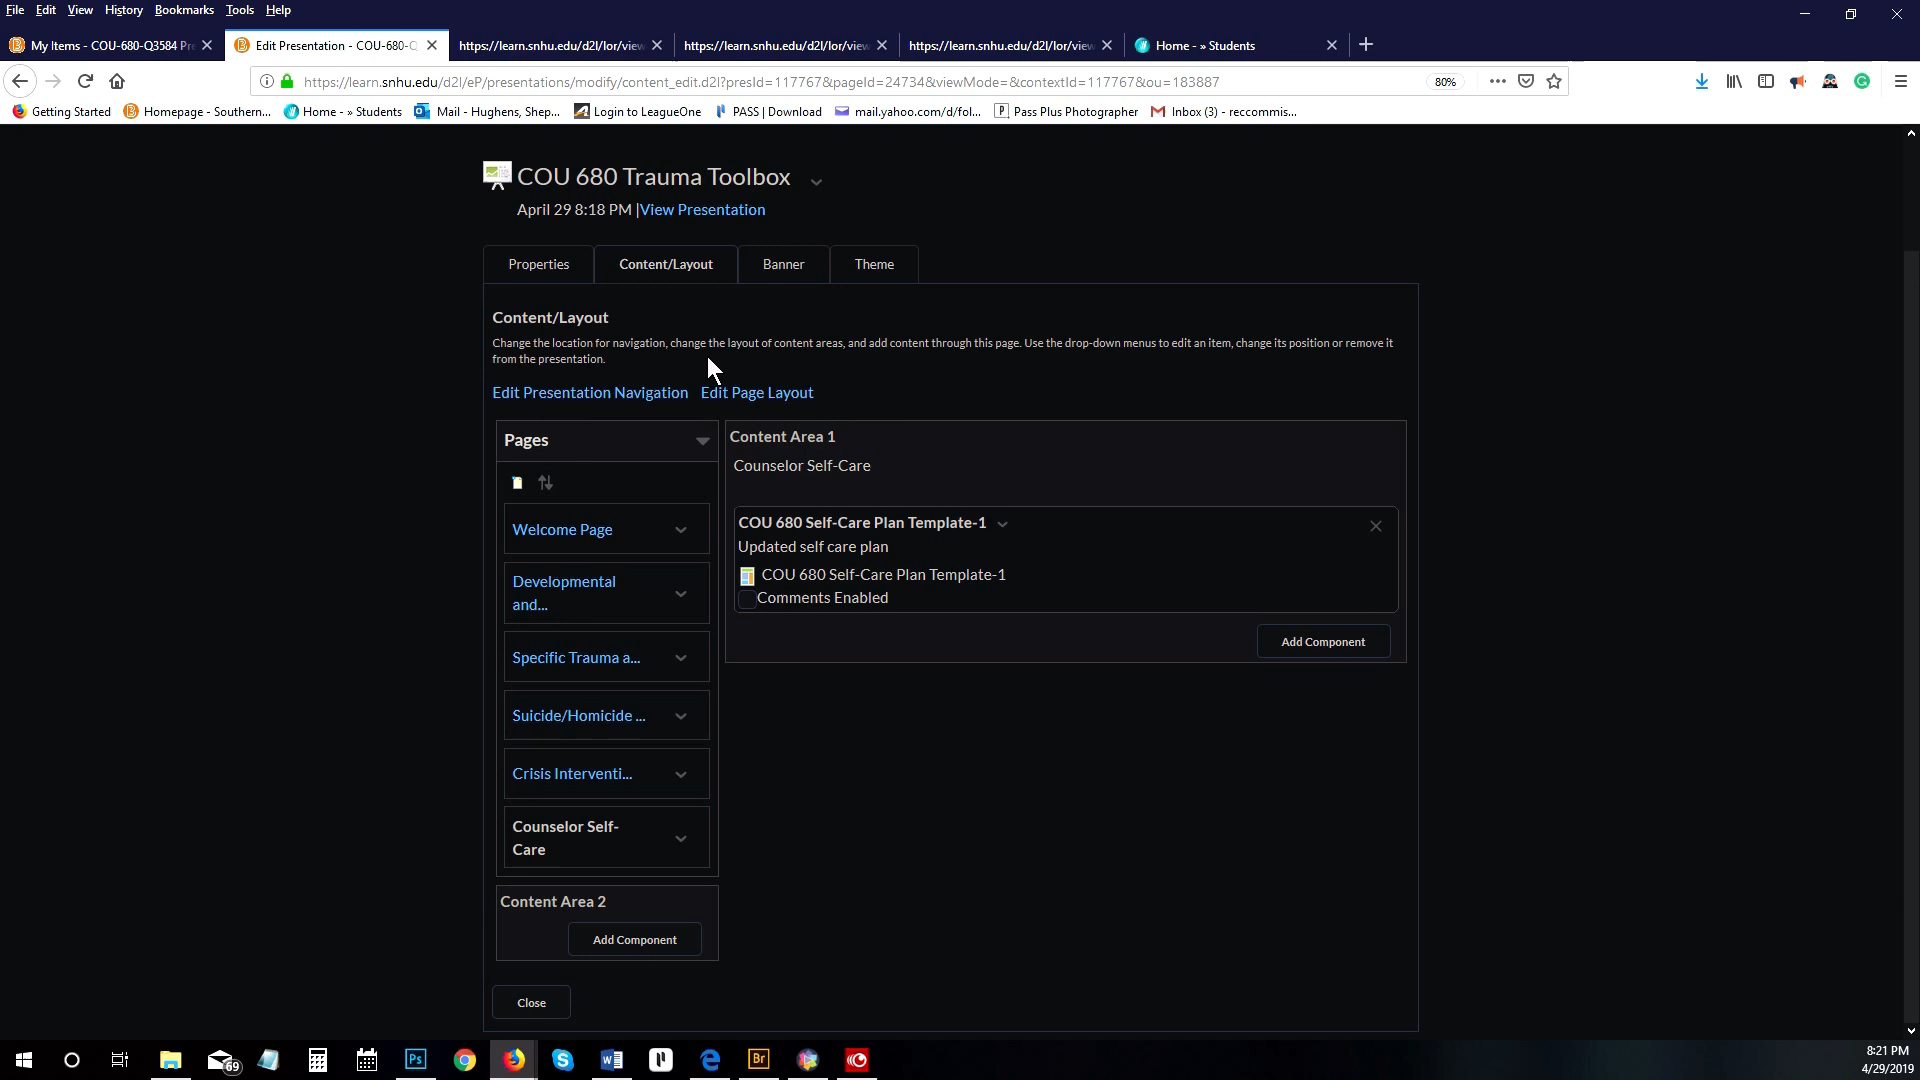 File Edit View History Bookmarks Tools Help
My Items - COU-680-Q3584 Pr
Edit Presentation - COU-680-Q
https://learn.snhu.edu/d2l/lor/view
https://learn.snhu.edu/d2l/lor/view
https://learn.snhu.edu/d2l/lor/view
Home - » Students
https://learn.snhu.edu/d2l/eP/presentations/modify/content_edit.d2l?presId=117767&pageId=24734&viewMode=&contextId=117767&ou=183887
80%
Getting Started Homepage - Southern... Home - » Students Mail - Hughens, Shep... Login to LeagueOne PASS | Download mail.yahoo.com/d/fol... Pass Plus Photographer Inbox (3) - reccommis...
COU 680 Trauma Toolbox
April 29 8:18 PM |View Presentation
Properties Content/Layout Banner Theme
Content/Layout
Change the location for navigation, change the layout of content areas, and add content through this page. Use the drop-down menus to edit an item, change its position or remove it
from the presentation.
Edit Presentation Navigation Edit Page Layout
Pages
Welcome Page
Developmental
and...
Specific Trauma a...
Suicide/Homicide ...
Crisis Interventi...
Counselor Self-
Care
Content Area 1
Counselor Self-Care
COU 680 Self-Care Plan Template-1
Updated self care plan
COU 680 Self-Care Plan Template-1
Comments Enabled
Add Component
Content Area 2
Add Component
Close
69
Ps
Br
8:21 PM
4/29/2019